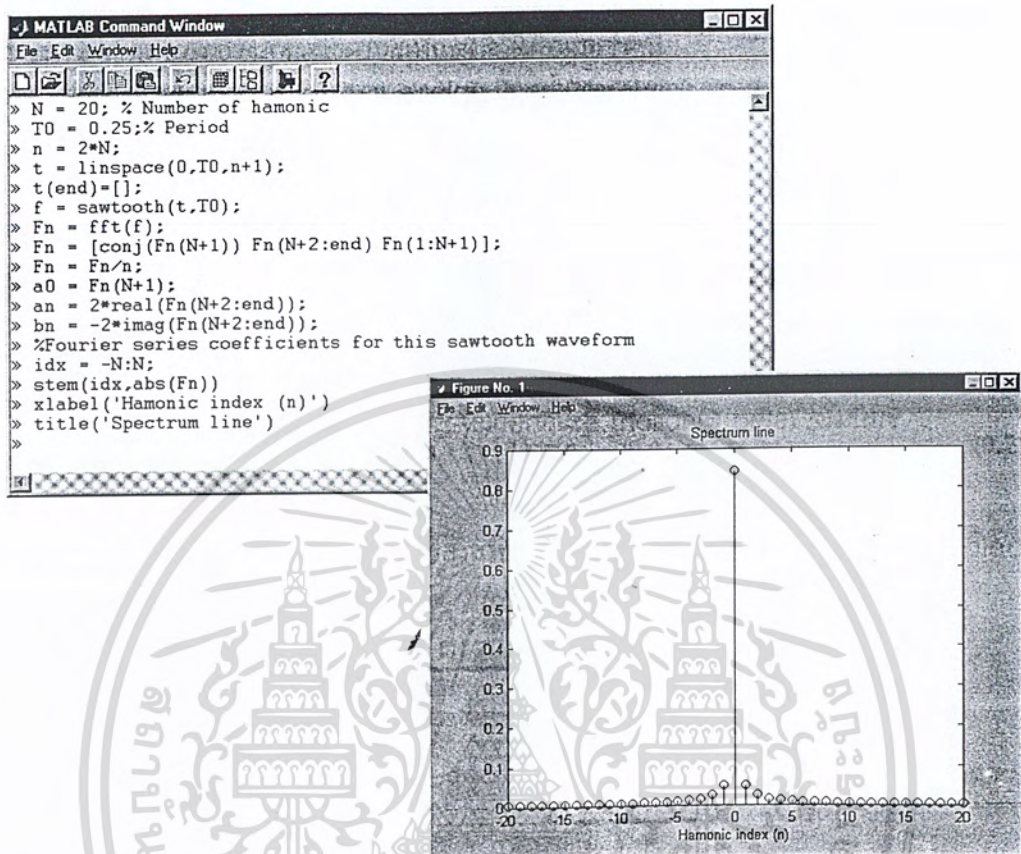 MATLAB Command Window
File Edit Window Help
» N = 20; % Number of hamonic
» T0 = 0.25;% Period
» n = 2*N;
» t = linspace(0,T0,n+1);
» t(end)=[];
» f = sawtooth(t,T0);
» Fn = fft(f);
» Fn = [conj(Fn(N+1)) Fn(N+2:end) Fn(1:N+1)];
» Fn = Fn/n;
» a0 = Fn(N+1);
» an = 2*real(Fn(N+2:end));
» bn = -2*imag(Fn(N+2:end));
» %Fourier series coefficients for this sawtooth waveform
» idx = -N:N;
» stem(idx,abs(Fn))
» xlabel('Hamonic index (n)')
» title('Spectrum line')
»
Figure No. 1
File Edit Window Help
Spectrum line
0.9
0.8
0.7
0.6
0.5
0.4
0.3
0.2
0.1
0
-20 -15 -10 -5 0 5 10 15 20
Hamonic index (n)